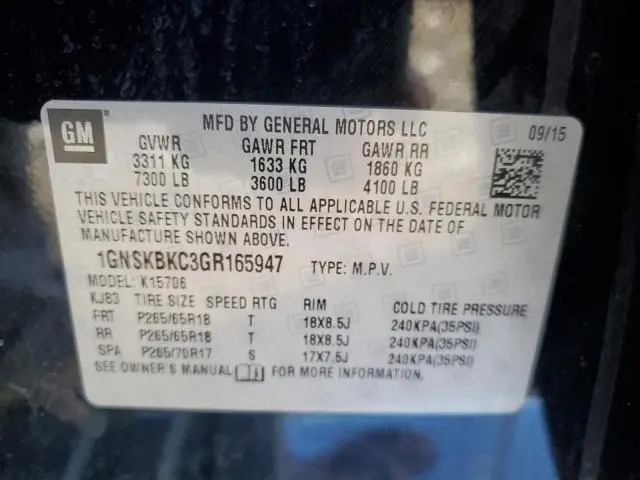 GM
MFD BY GENERAL MOTORS LLC 09/15
GVWR GAWR FRT GAWR RR
3311 KG 1633 KG 1860 KG
7300 LB 3600 LB 4100 LB
THIS VEHICLE CONFORMS TO ALL APPLICABLE U.S. FEDERAL MOTOR
VEHICLE SAFETY STANDARDS IN EFFECT ON THE DATE OF
MANUFACTURE SHOWN ABOVE.
1GNSKBKC3GR165947 TYPE: M.P.V.
MODEL: K15706
KJ83 TIRE SIZE SPEED RTG RIM COLD TIRE PRESSURE
FRT P265/65R18 T 18X8.5J 240KPA(35PSI)
RR P265/65R18 T 18X8.5J 240KPA(35PSI)
SPA P265/70R17 S 17X7.5J 240KPA(35PSI)
SEE OWNER'S MANUAL FOR MORE INFORMATION.